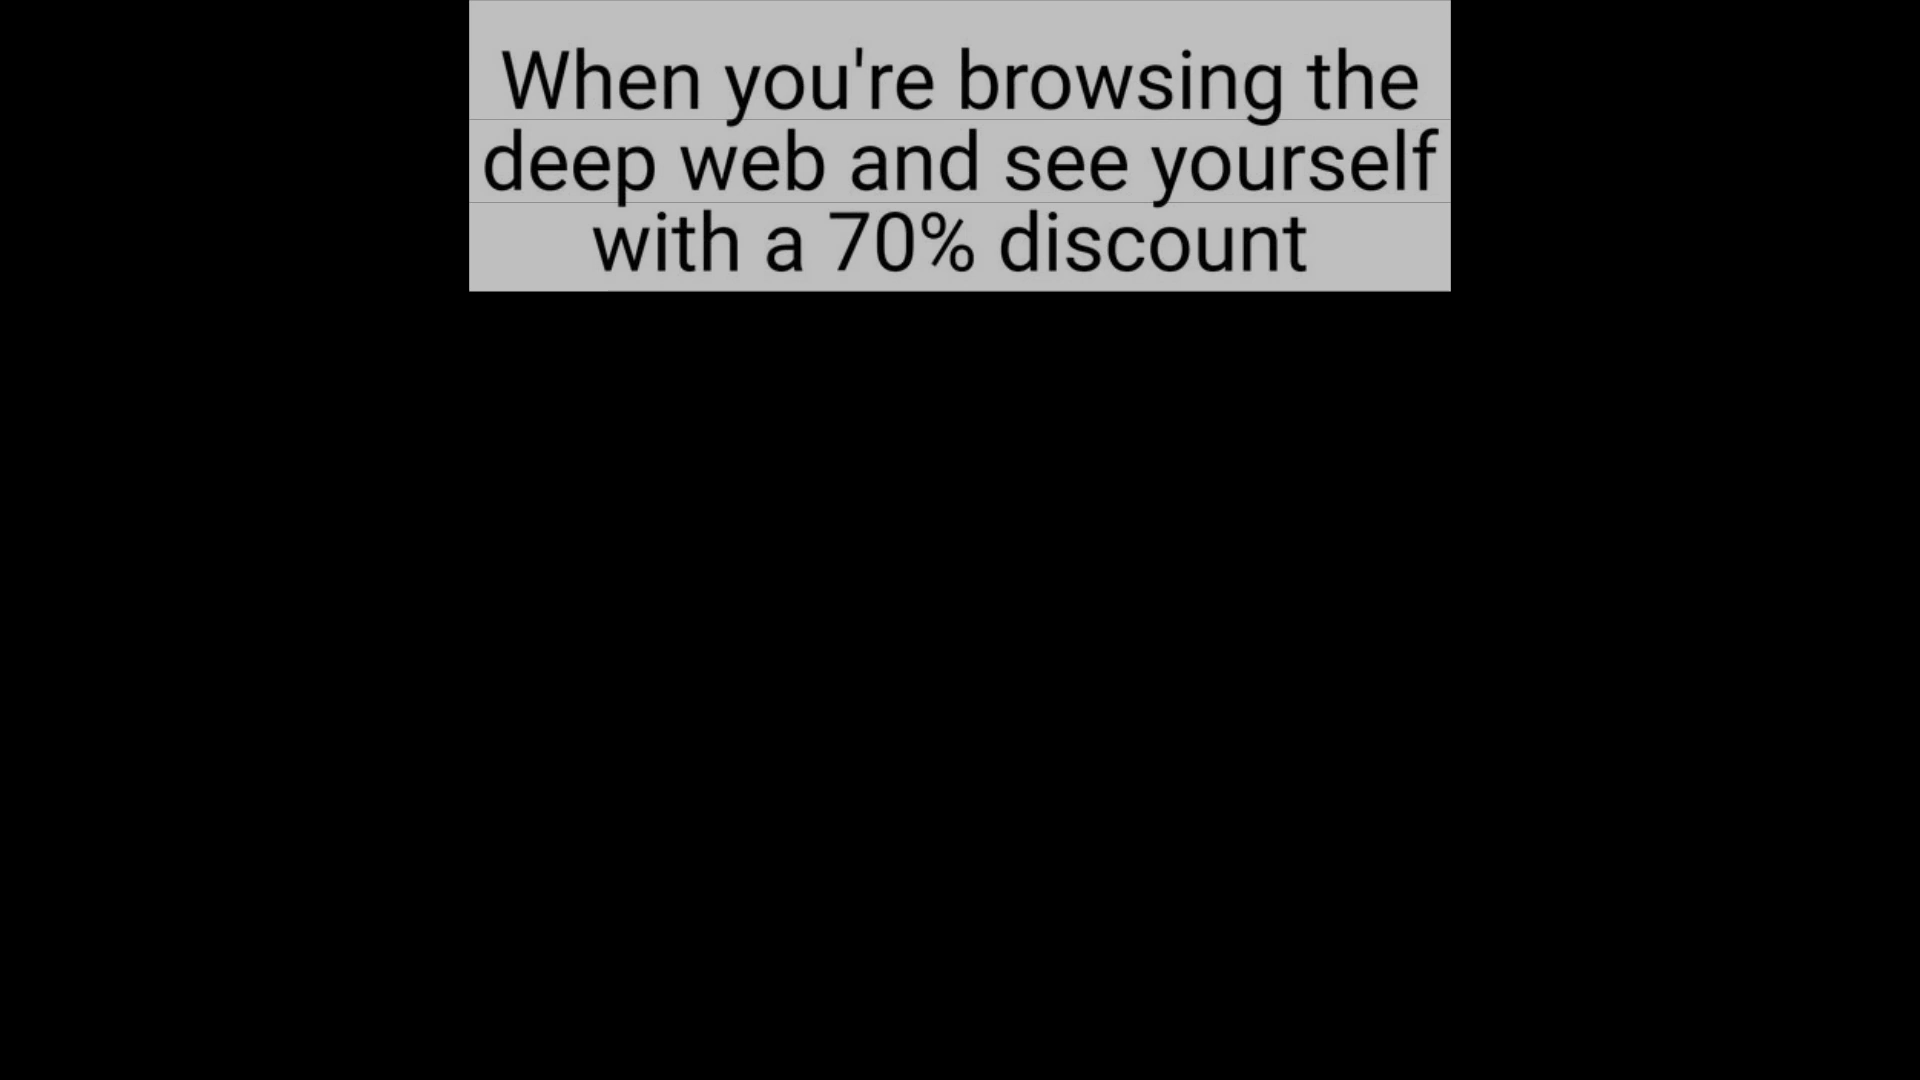 When you're browsing the
deep web and see yourself
with a 70% discount